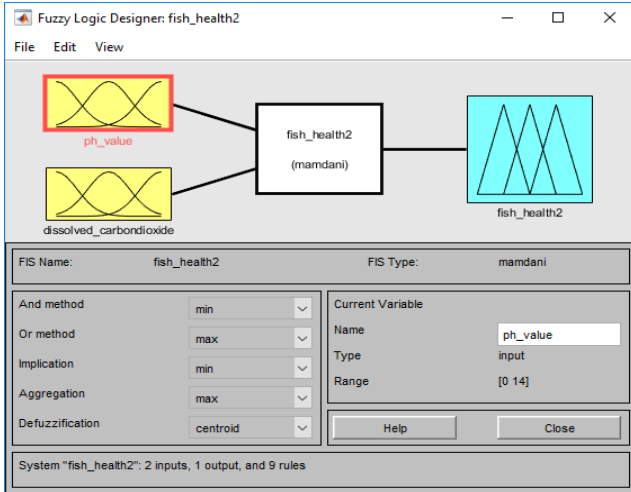 Fuzzy Logic Designer: fish_health2
File Edit View
ph_value
dissolved_carbondioxide
fish_health2
(mamdani)
fish_health2
FIS Name: fish_health2 FIS Type: mamdani
And method min
Or method max
Implication min
Aggregation max
Defuzzification centroid
Current Variable
Name ph_value
Type input
Range [0 14]
Help Close
System "fish_health2": 2 inputs, 1 output, and 9 rules